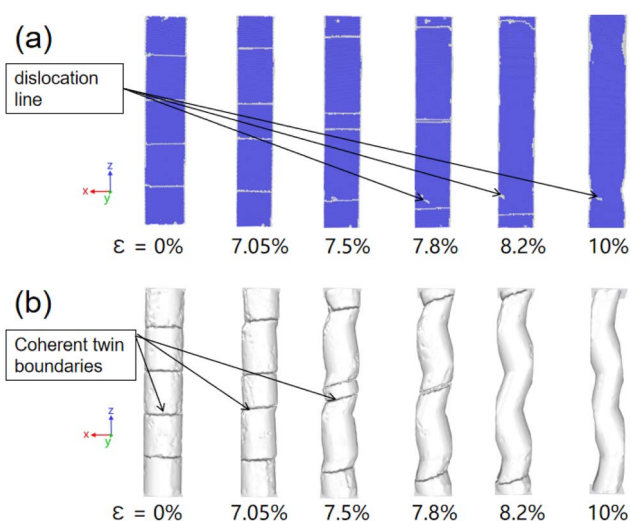 (a)
dislocation
line
z
x
y
Ɛ = 0% 7.05% 7.5% 7.8% 8.2% 10%
(b)
Coherent twin
boundaries
z
x
y
Ɛ = 0% 7.05% 7.5% 7.8% 8.2% 10%